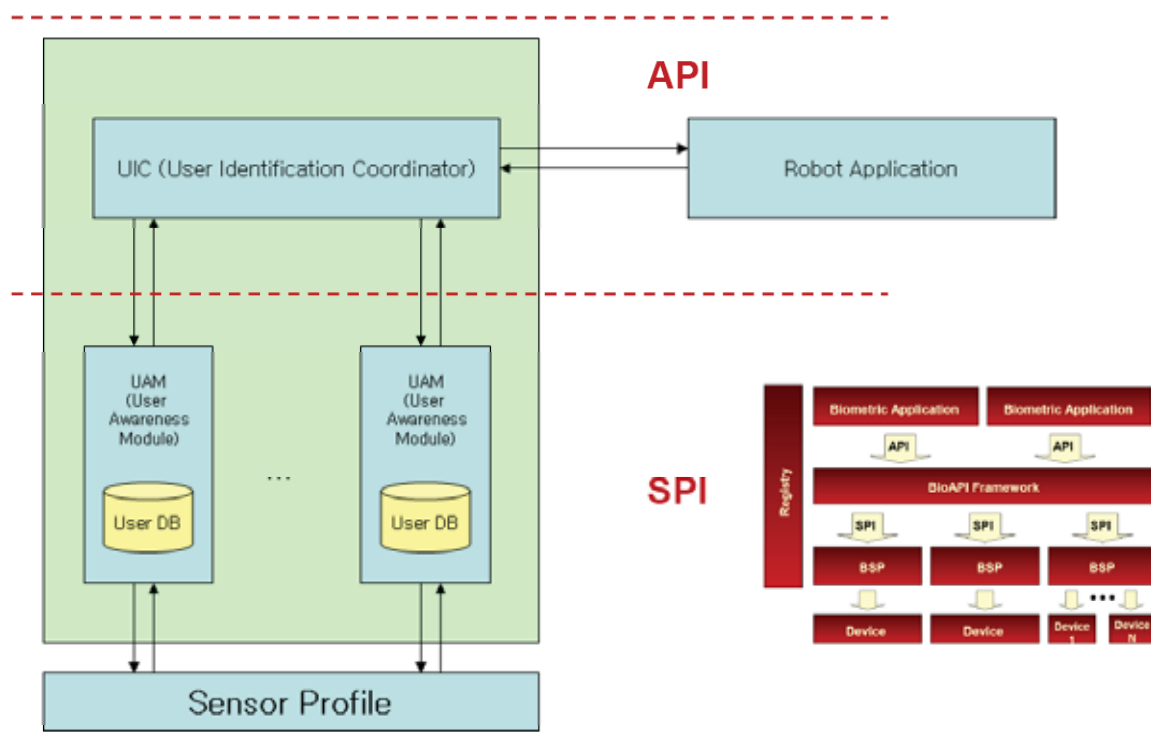 API
UIC (User Identification Coordinator)
Robot Application
UAM
(User
Awareness
Module)
User DB
...
UAM
(User
Awareness
Module)
User DB
Sensor Profile
SPI
Registry
Biometric Application
Biometric Application
API
API
BioAPI Framework
SPI
SPI
SPI
BSP
BSP
BSP
...
Device
Device
Device
1
Device
N